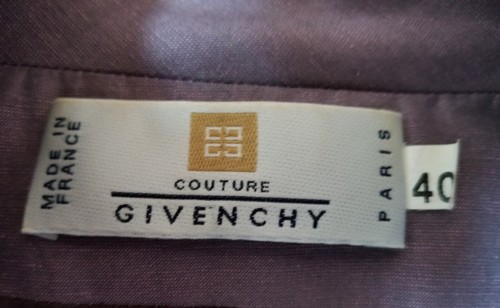 MADE IN
FRANCE
COUTURE
GIVENCHY
PARIS
40